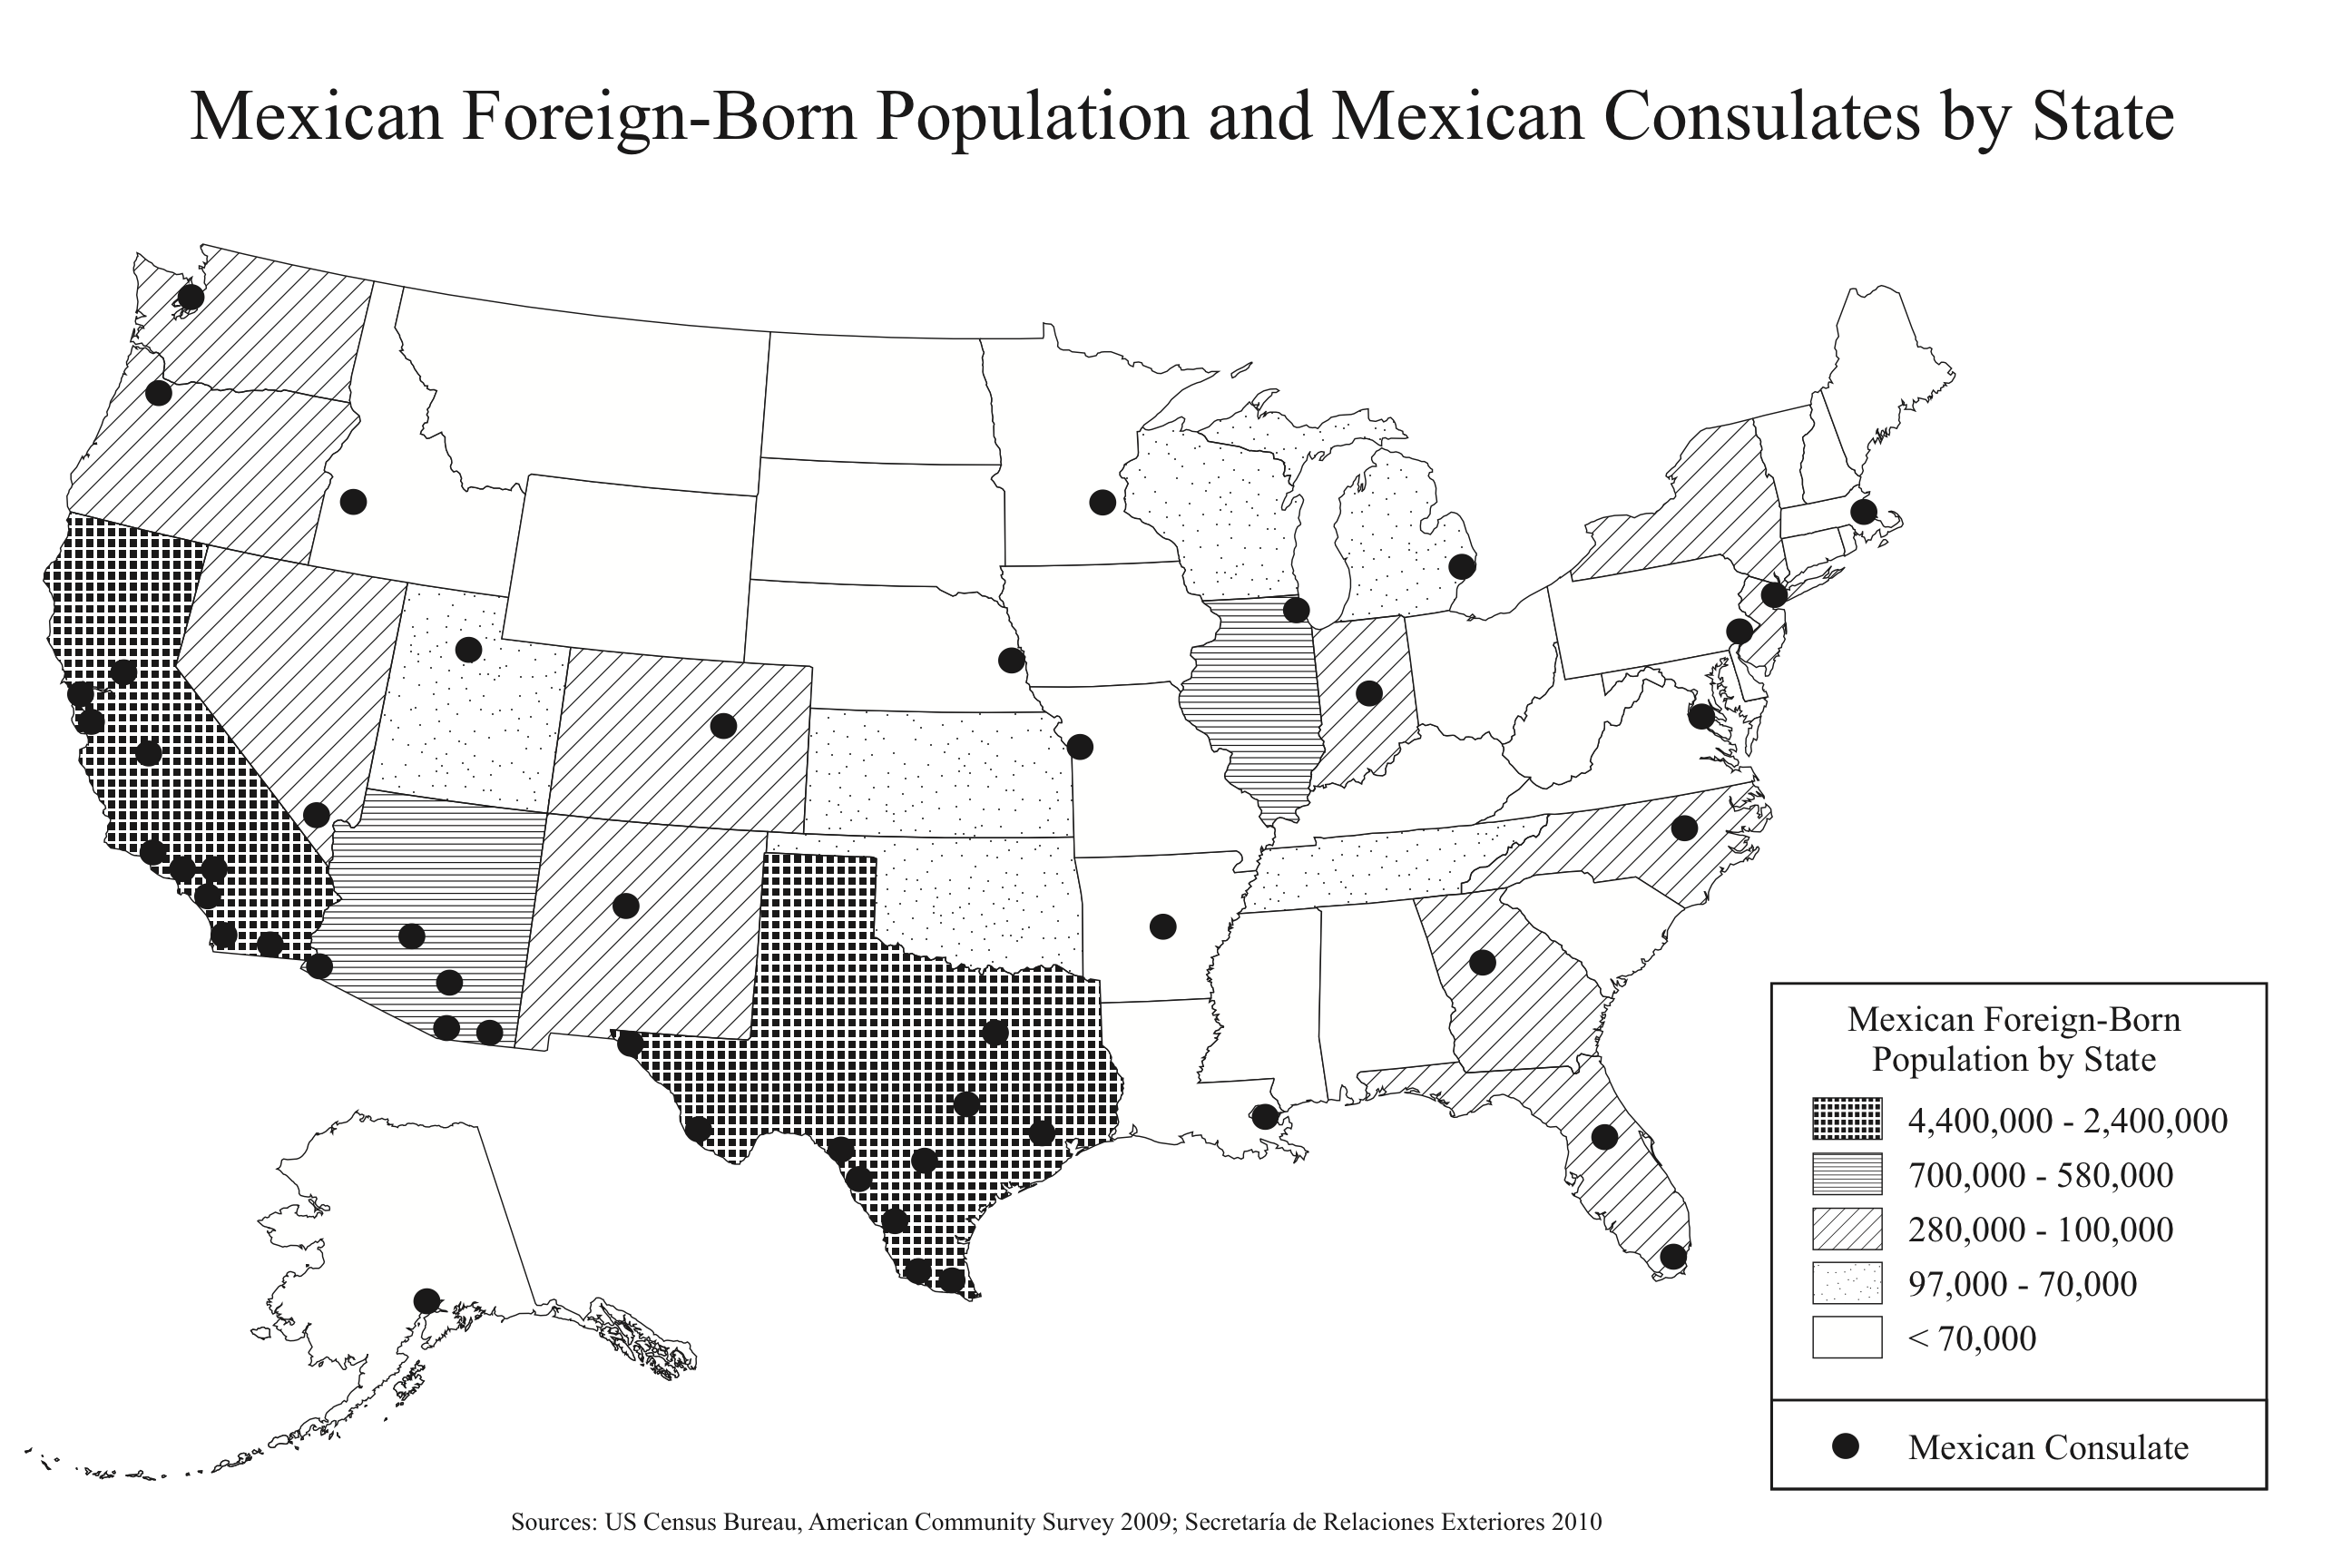 Mexican Foreign-Born Population and Mexican Consulates by State
Mexican Foreign-Born
Population by State
4,400,000 - 2,400,000
700,000 - 580,000
280,000 - 100,000
97,000 - 70,000
< 70,000
Mexican Consulate
Sources: US Census Bureau, American Community Survey 2009; Secretaría de Relaciones Exteriores 2010